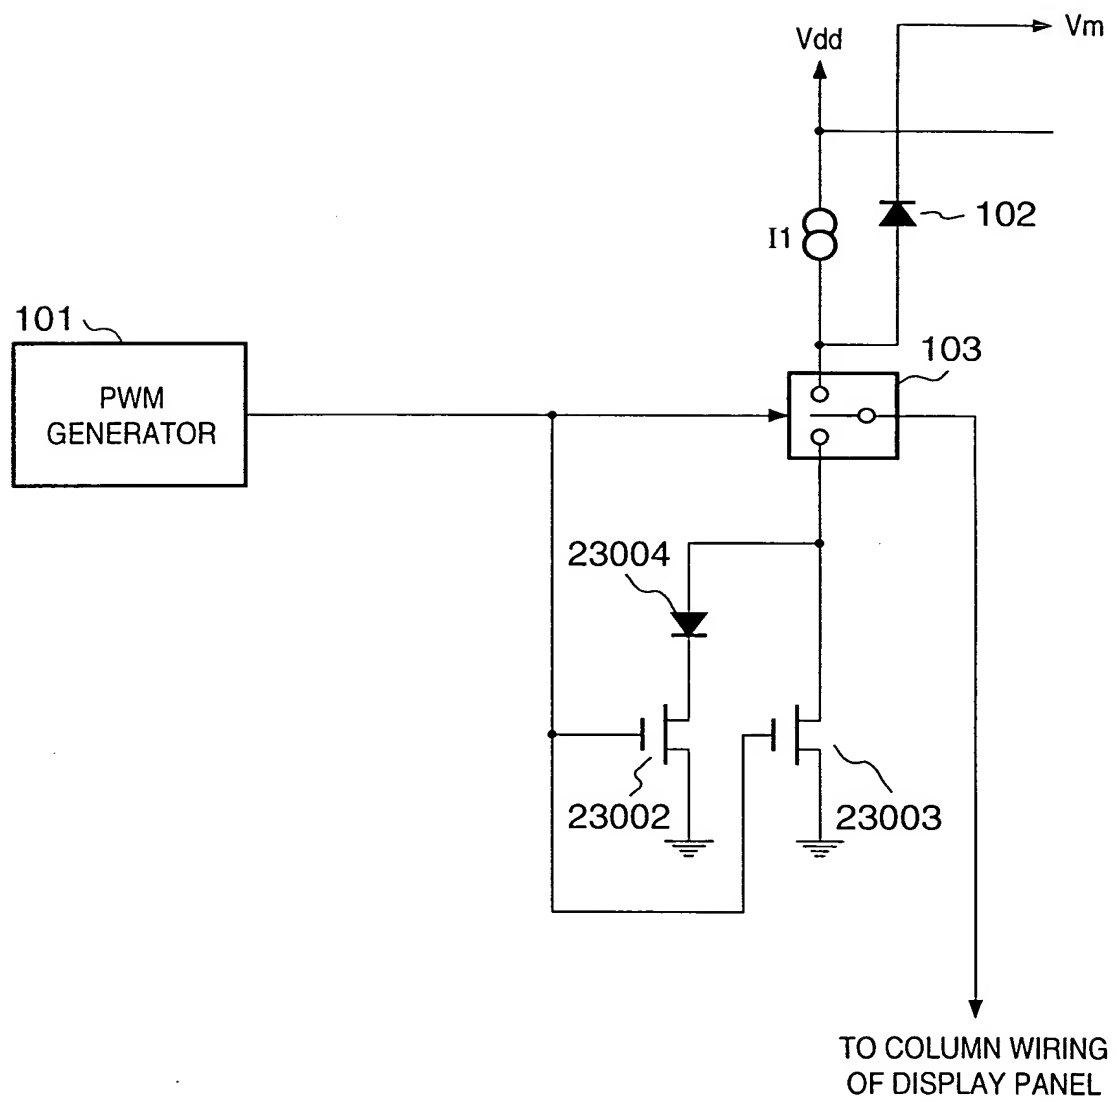 Vm
Vdd
102
I1
101
103
PWM
GENERATOR
23004
23002
23003
TO COLUMN WIRING
OF DISPLAY PANEL